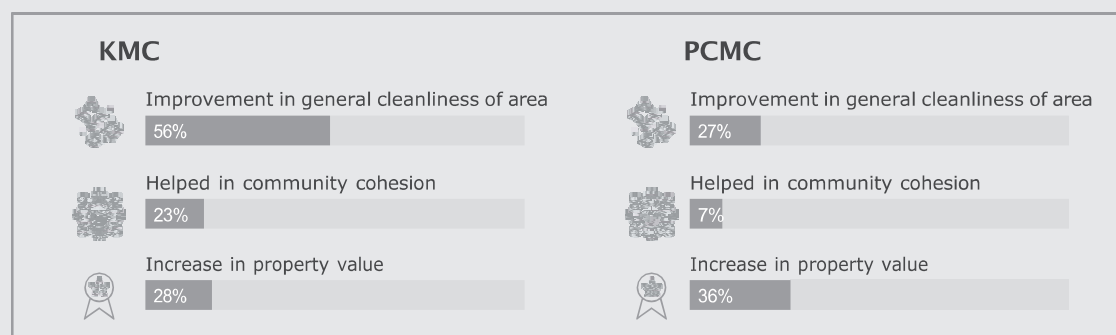 KMC
Improvement in general cleanliness of area
56%
Helped in community cohesion
23%
Increase in property value
28%
PCMC
Improvement in general cleanliness of area
27%
Helped in community cohesion
7%
Increase in property value
36%